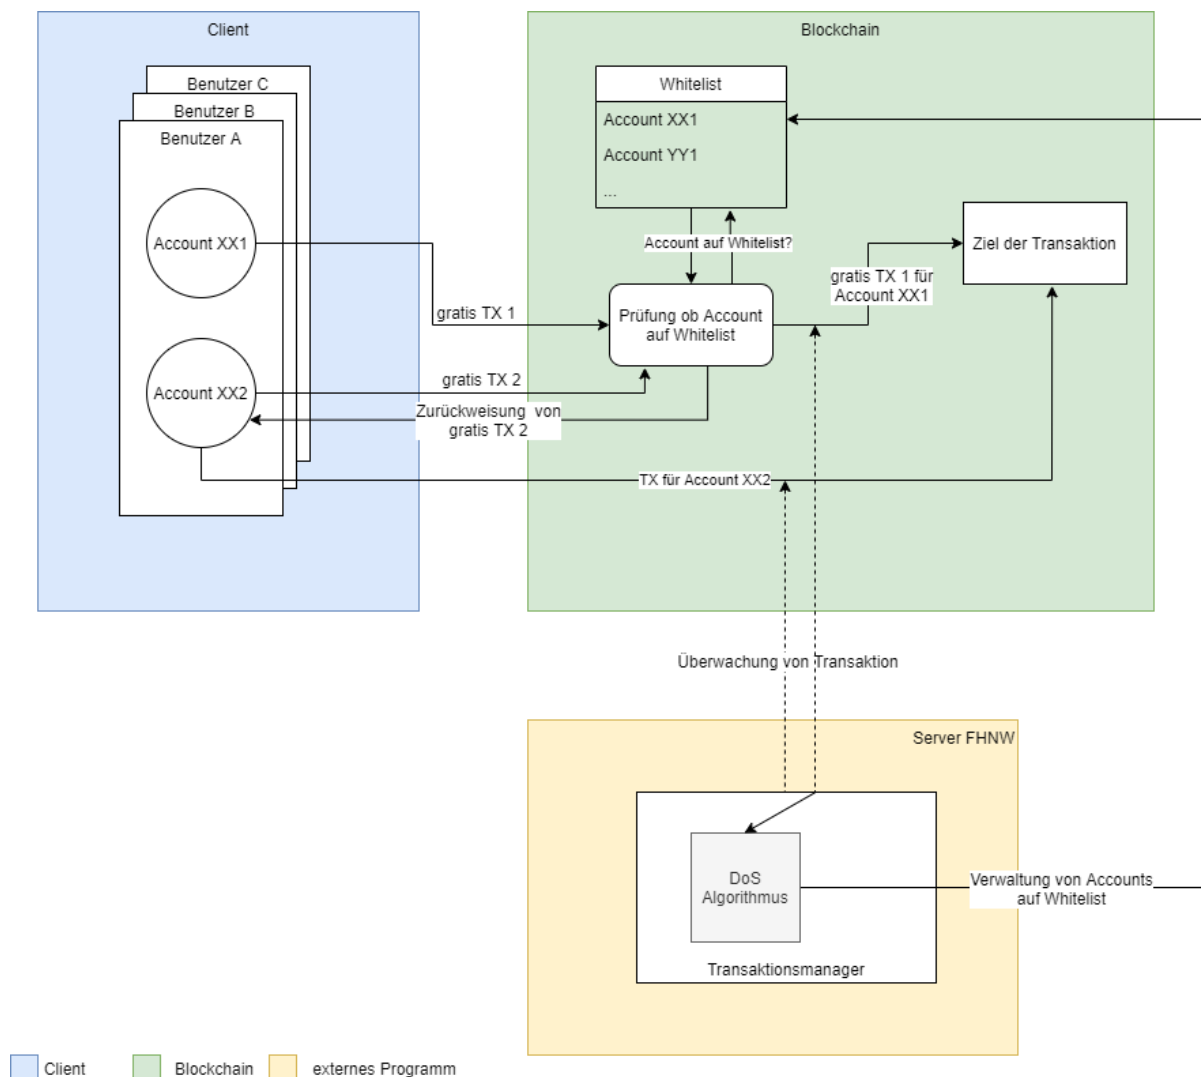 Client
Blockchain
Benutzer C
Benutzer B
Benutzer A
Whitelist
Account XX1
Account YY1
...
Account XX1
Account auf Whitelist?
Ziel der Transaktion
gratis TX 1 für
Account XX1
gratis TX 1
Prüfung ob Account
auf Whitelist
Account XX2
gratis TX 2
Zurückweisung von
gratis TX 2
TX für Account XX2
Überwachung von Transaktion
Server FHNW
DoS
Algorithmus
Verwaltung von Accounts
auf Whitelist
Transaktionsmanager
Client
Blockchain
externes Programm